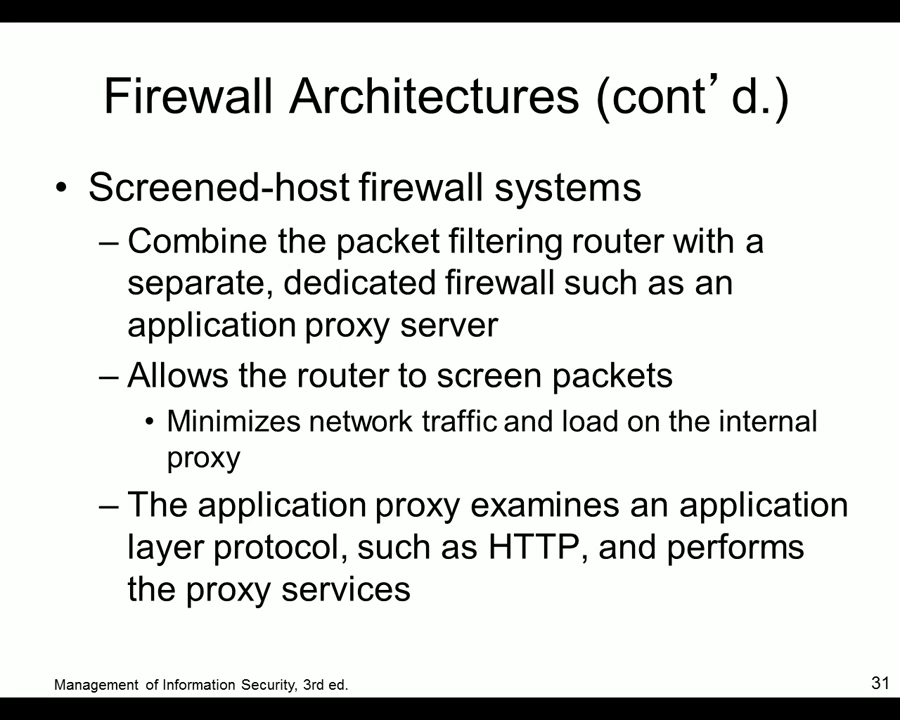 Firewall Architectures (cont’d.)
• Screened-host firewall systems
– Combine the packet filtering router with a
separate, dedicated firewall such as an
application proxy server
– Allows the router to screen packets
• Minimizes network traffic and load on the internal
proxy
– The application proxy examines an application
layer protocol, such as HTTP, and performs
the proxy services
Management of Information Security, 3rd ed.
31